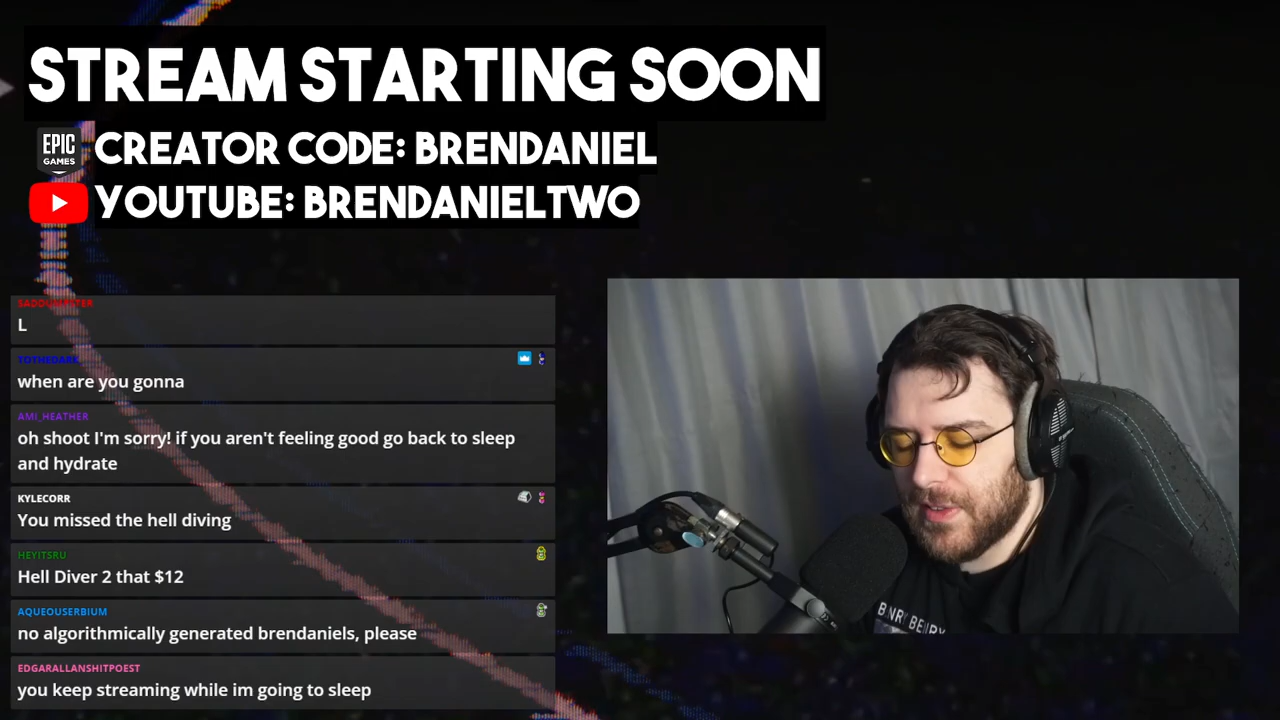 STREAM STARTING SOON
EPIC GAMES
CREATOR CODE: BRENDANIEL
YOUTUBE: BRENDANIELTWO
L
TOTHEDARK
when are you gonna
AMI_HEATHER
oh shoot I'm sorry! if you aren't feeling good go back to sleep
and hydrate
KYLECORR
You missed the hell diving
HEYITSRU
Hell Diver 2 that $12
AQUEOUSERBIUM
no algorithmically generated brendaniels, please
EDGARALLANSHITPOEST
you keep streaming while im going to sleep